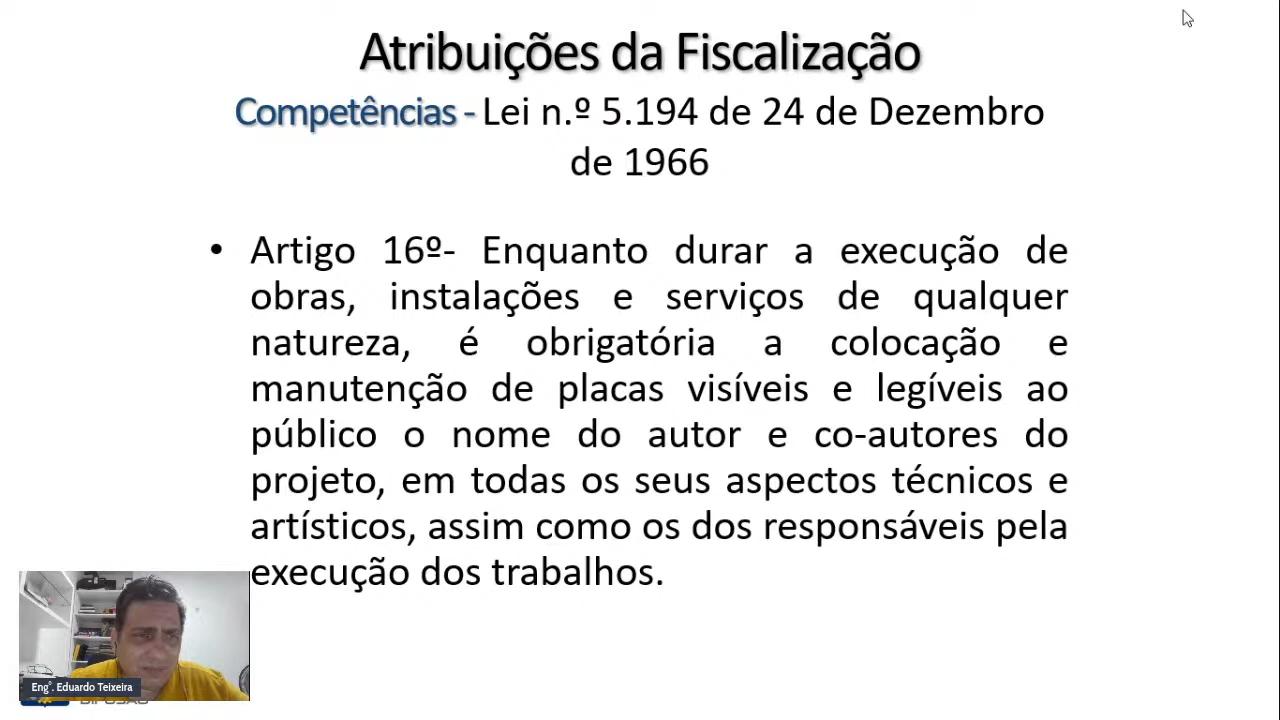 Atribuições da Fiscalização
Competências - Lei n.º 5.194 de 24 de Dezembro
de 1966
• Artigo 16º- Enquanto durar a execução de
obras, instalações e serviços de qualquer
natureza, é obrigatória a colocação e
manutenção de placas visíveis e legíveis ao
público o nome do autor e co-autores do
projeto, em todas os seus aspectos técnicos e
artísticos, assim como os dos responsáveis pela
execução dos trabalhos.
Eng°. Eduardo Teixeira